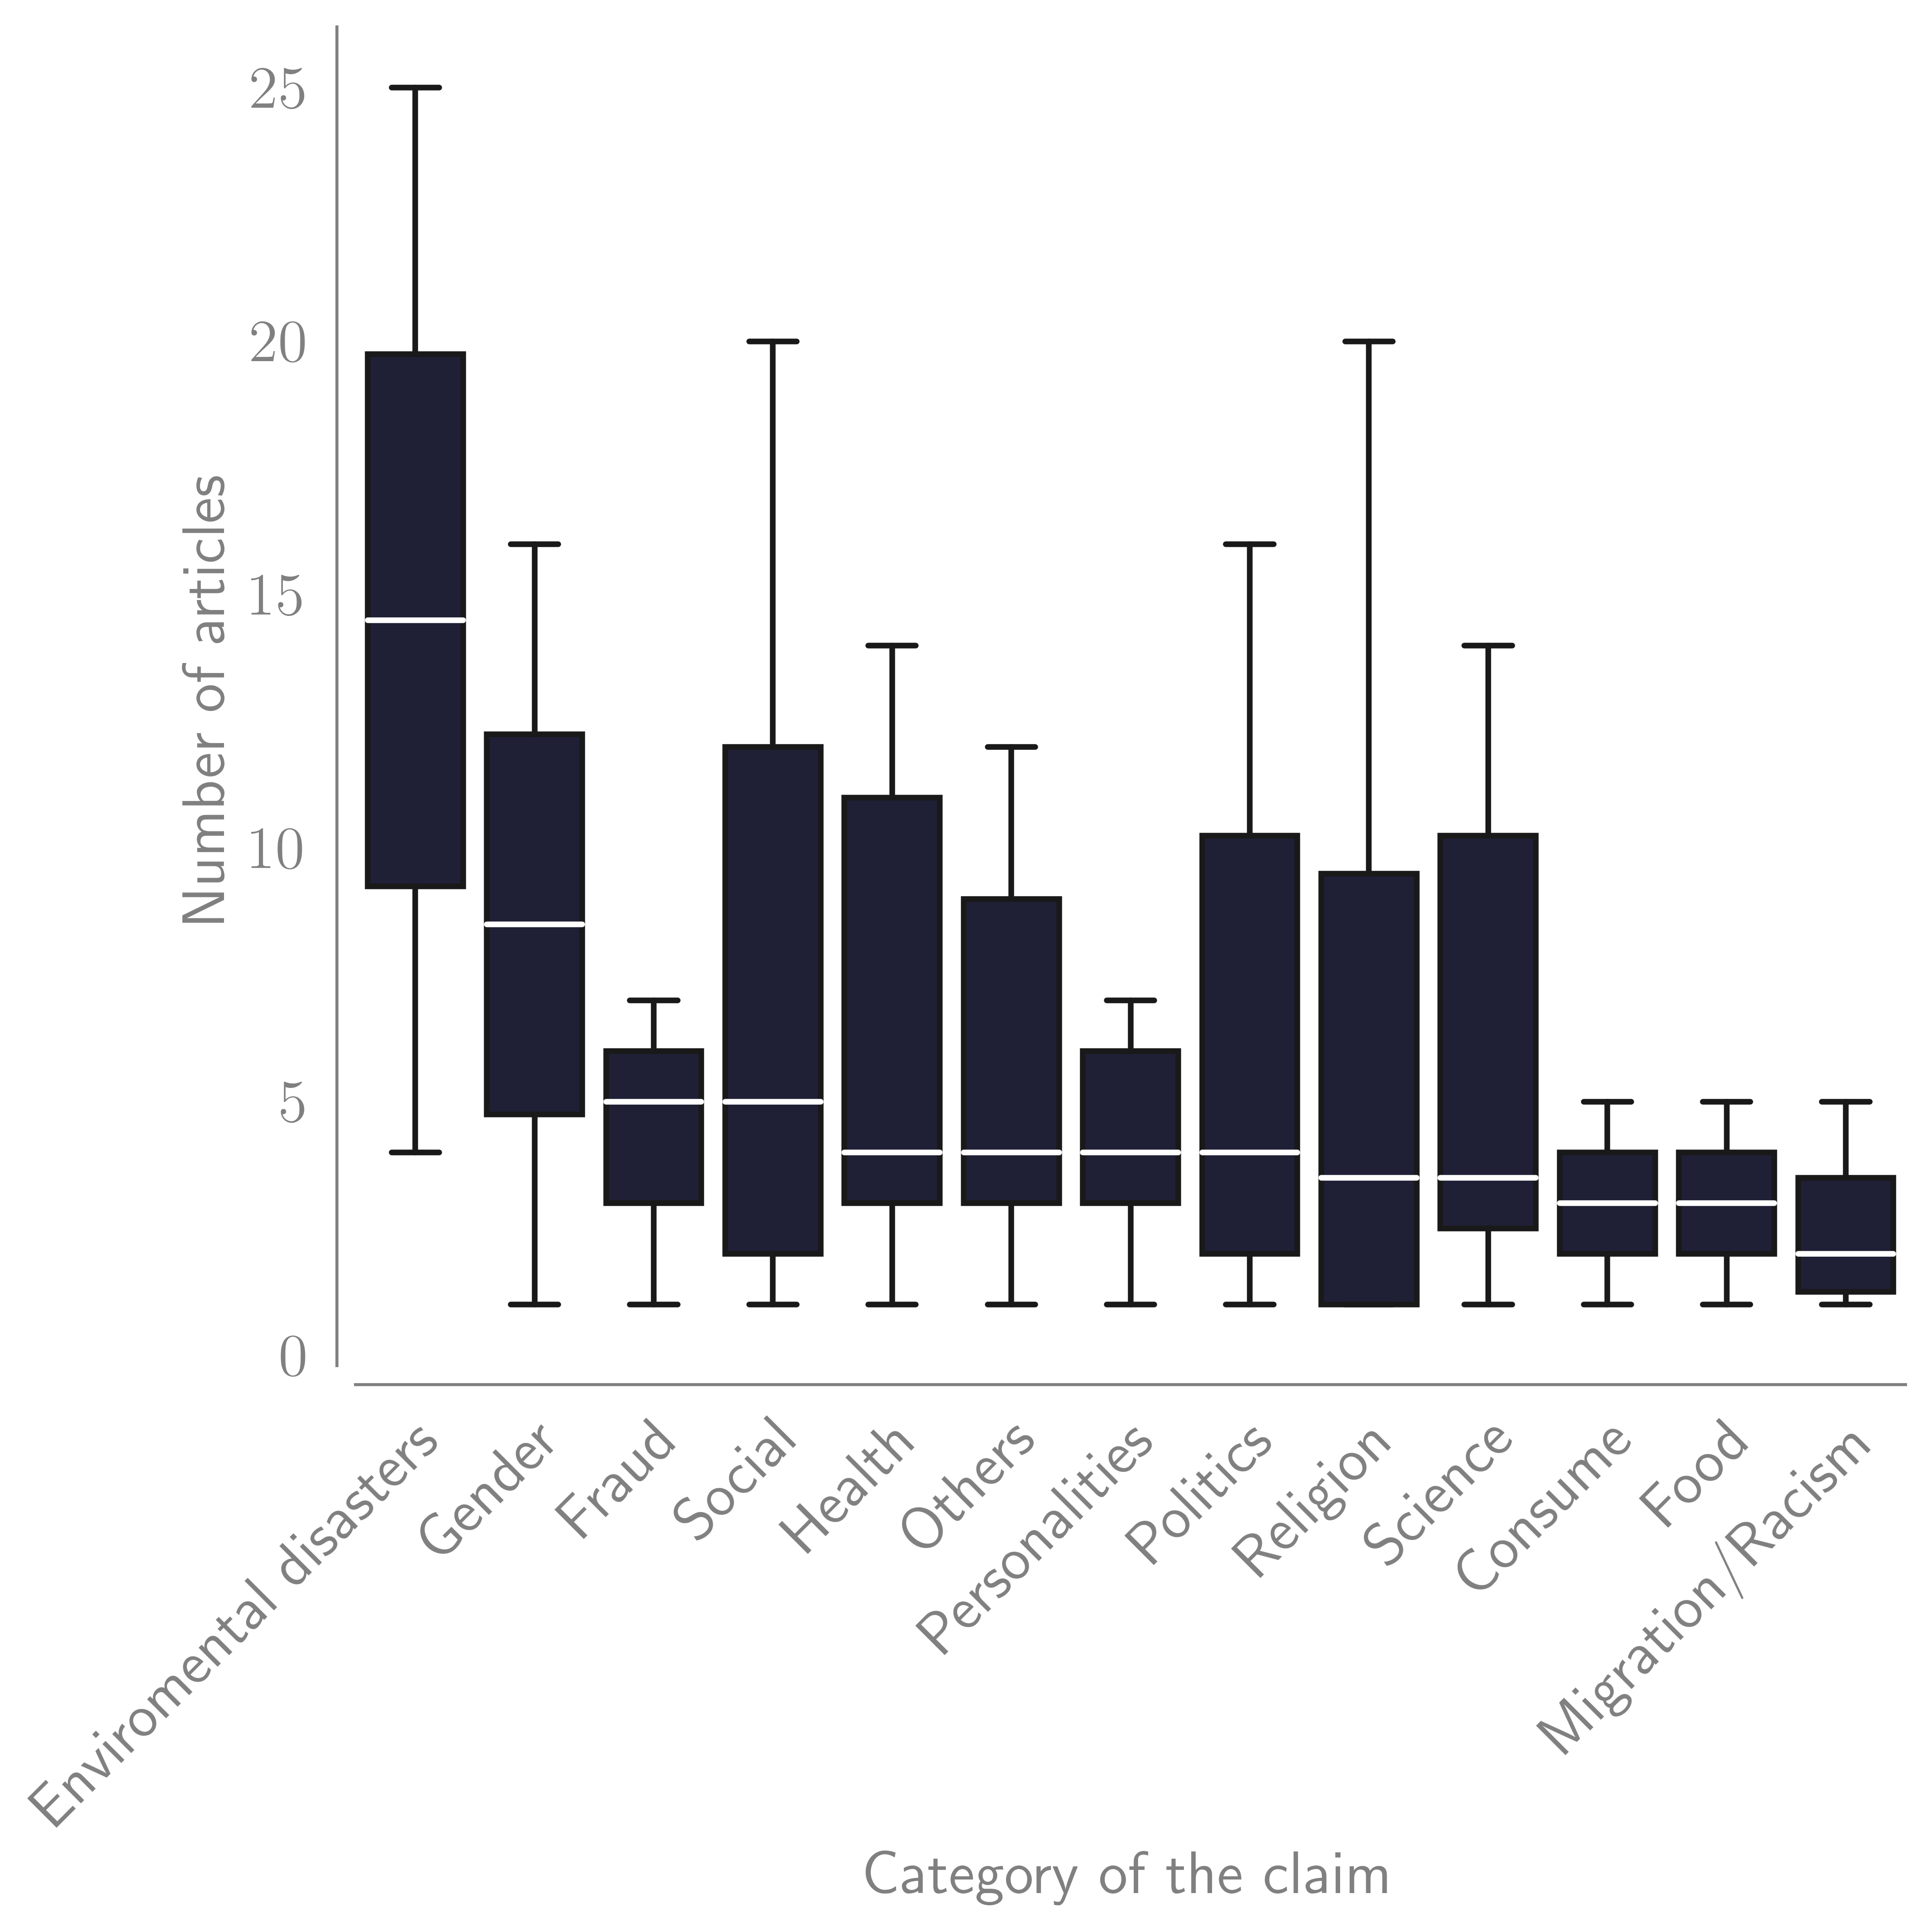 25
20
15
10
5
0
Number of articles
Enviromental disasters
Gender
Fraud
Social
Health
Others
Personalities
Politics
Religion
Science
Consume
Food
Migration/Racism
Category of the claim